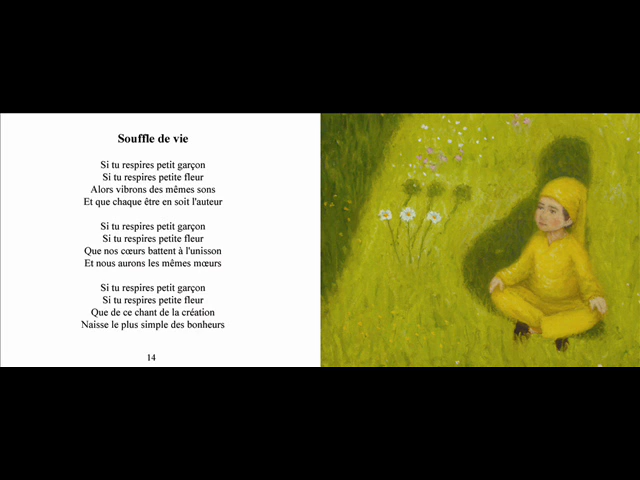 Souffle de vie
Si tu respires petit garçon
Si tu respires petite fleur
Alors vibrons des mêmes sons
Et que chaque être en soit l'auteur
Si tu respires petit garçon
Si tu respires petite fleur
Que nos cœurs battent à l'unisson
Et nous aurons les mêmes mœurs
Si tu respires petit garçon
Si tu respires petite fleur
Que de ce chant de la création
Naisse le plus simple des bonheurs
14